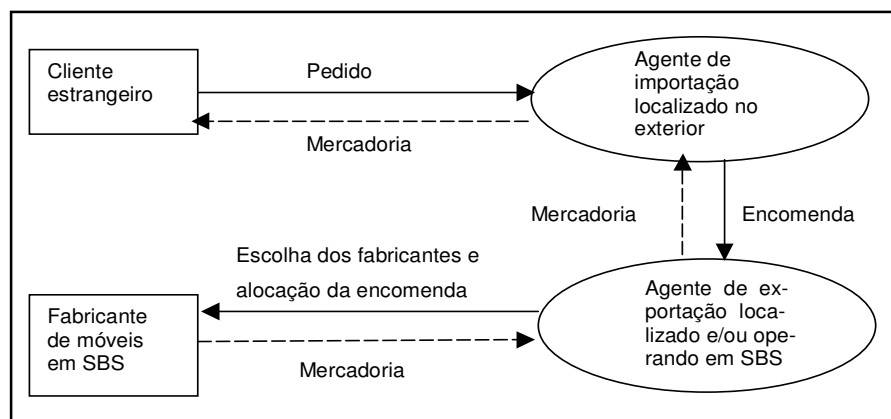 Cliente
estrangeiro
Pedido
Mercadoria
Agente de
importação
localizado no
exterior
Mercadoria
Encomenda
Escolha dos fabricantes e
alocação da encomenda
Fabricante
de móveis
em SBS
Mercadoria
Agente de ex-
portação loca-
lizado e/ou ope-
rando em SBS